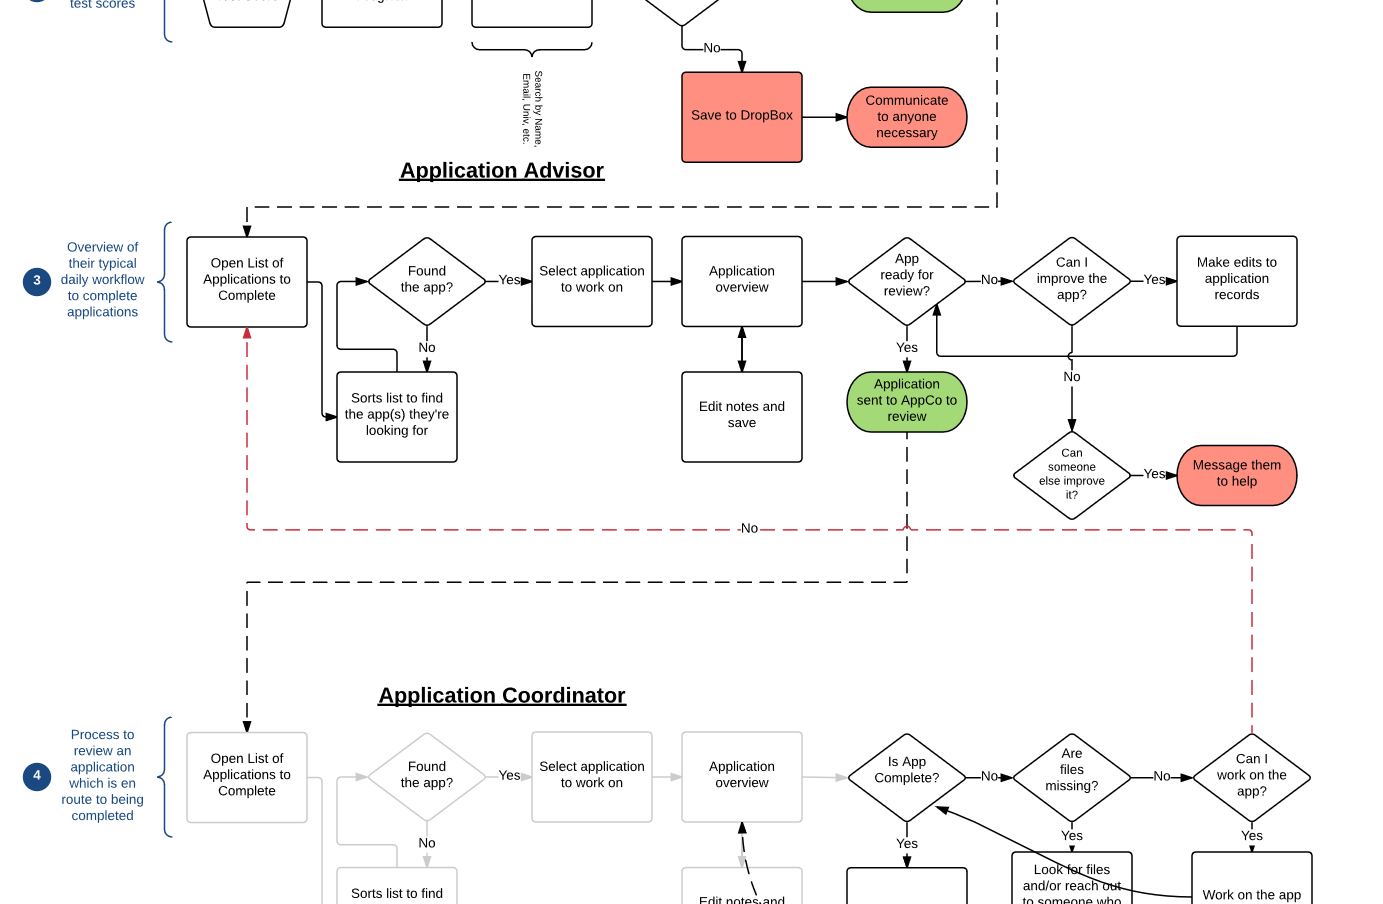 test scores
No
Search by Name,
Email, Univ, etc.
Save to DropBox
Communicate
to anyone
necessary
Application Advisor
3
Overview of
their typical
daily workflow
to complete
applications
Open List of
Applications to
Complete
Found
the app?
Yes
Select application
to work on
Application
overview
App
ready for
review?
No
Can I
improve the
app?
Yes
Make edits to
application
records
No
Sorts list to find
the app(s) they're
looking for
Edit notes and
save
Yes
Application
sent to AppCo to
review
No
Can
someone
else improve
it?
Yes
Message them
to help
No
Application Coordinator
4
Process to
review an
application
which is en
route to being
completed
Open List of
Applications to
Complete
Found
the app?
Yes
Select application
to work on
Application
overview
Is App
Complete?
No
Are
files
missing?
No
Can I
work on the
app?
No
Sorts list to find
Edit notes and
Yes
Yes
Look for files
and/or reach out
to someone who
Yes
Work on the app